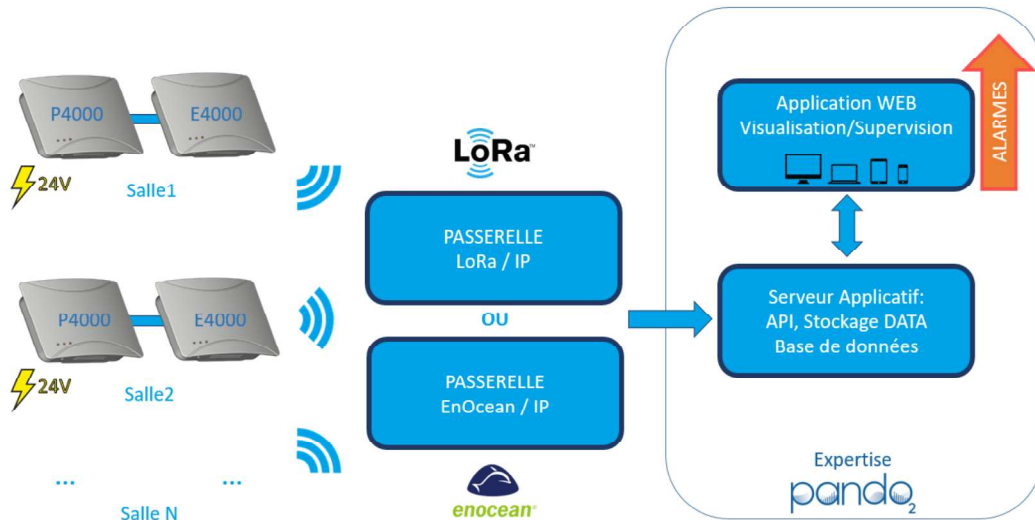 P4000
E4000
24V
Salle1
P4000
E4000
24V
Salle2
...
...
Salle N
LoRa™
PASSERELLE
LoRa / IP
OU
PASSERELLE
EnOcean / IP
enocean®
Application WEB
Visualisation/Supervision
ALARMES
Serveur Applicatif:
API, Stockage DATA
Base de données
Expertise
pando2